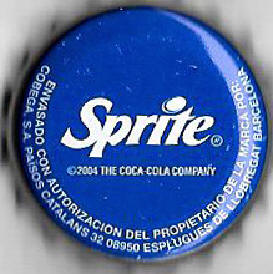 Sprite®
©2004 THE COCA-COLA COMPANY
ENVASADO CON AUTORIZACION DEL PROPIETARIO DE LA MARCA POR:
COBEGA, S.A. PAISOS CATALANS 32 08950 ESPLUGUES DE LLOBREGAT BARCELONA